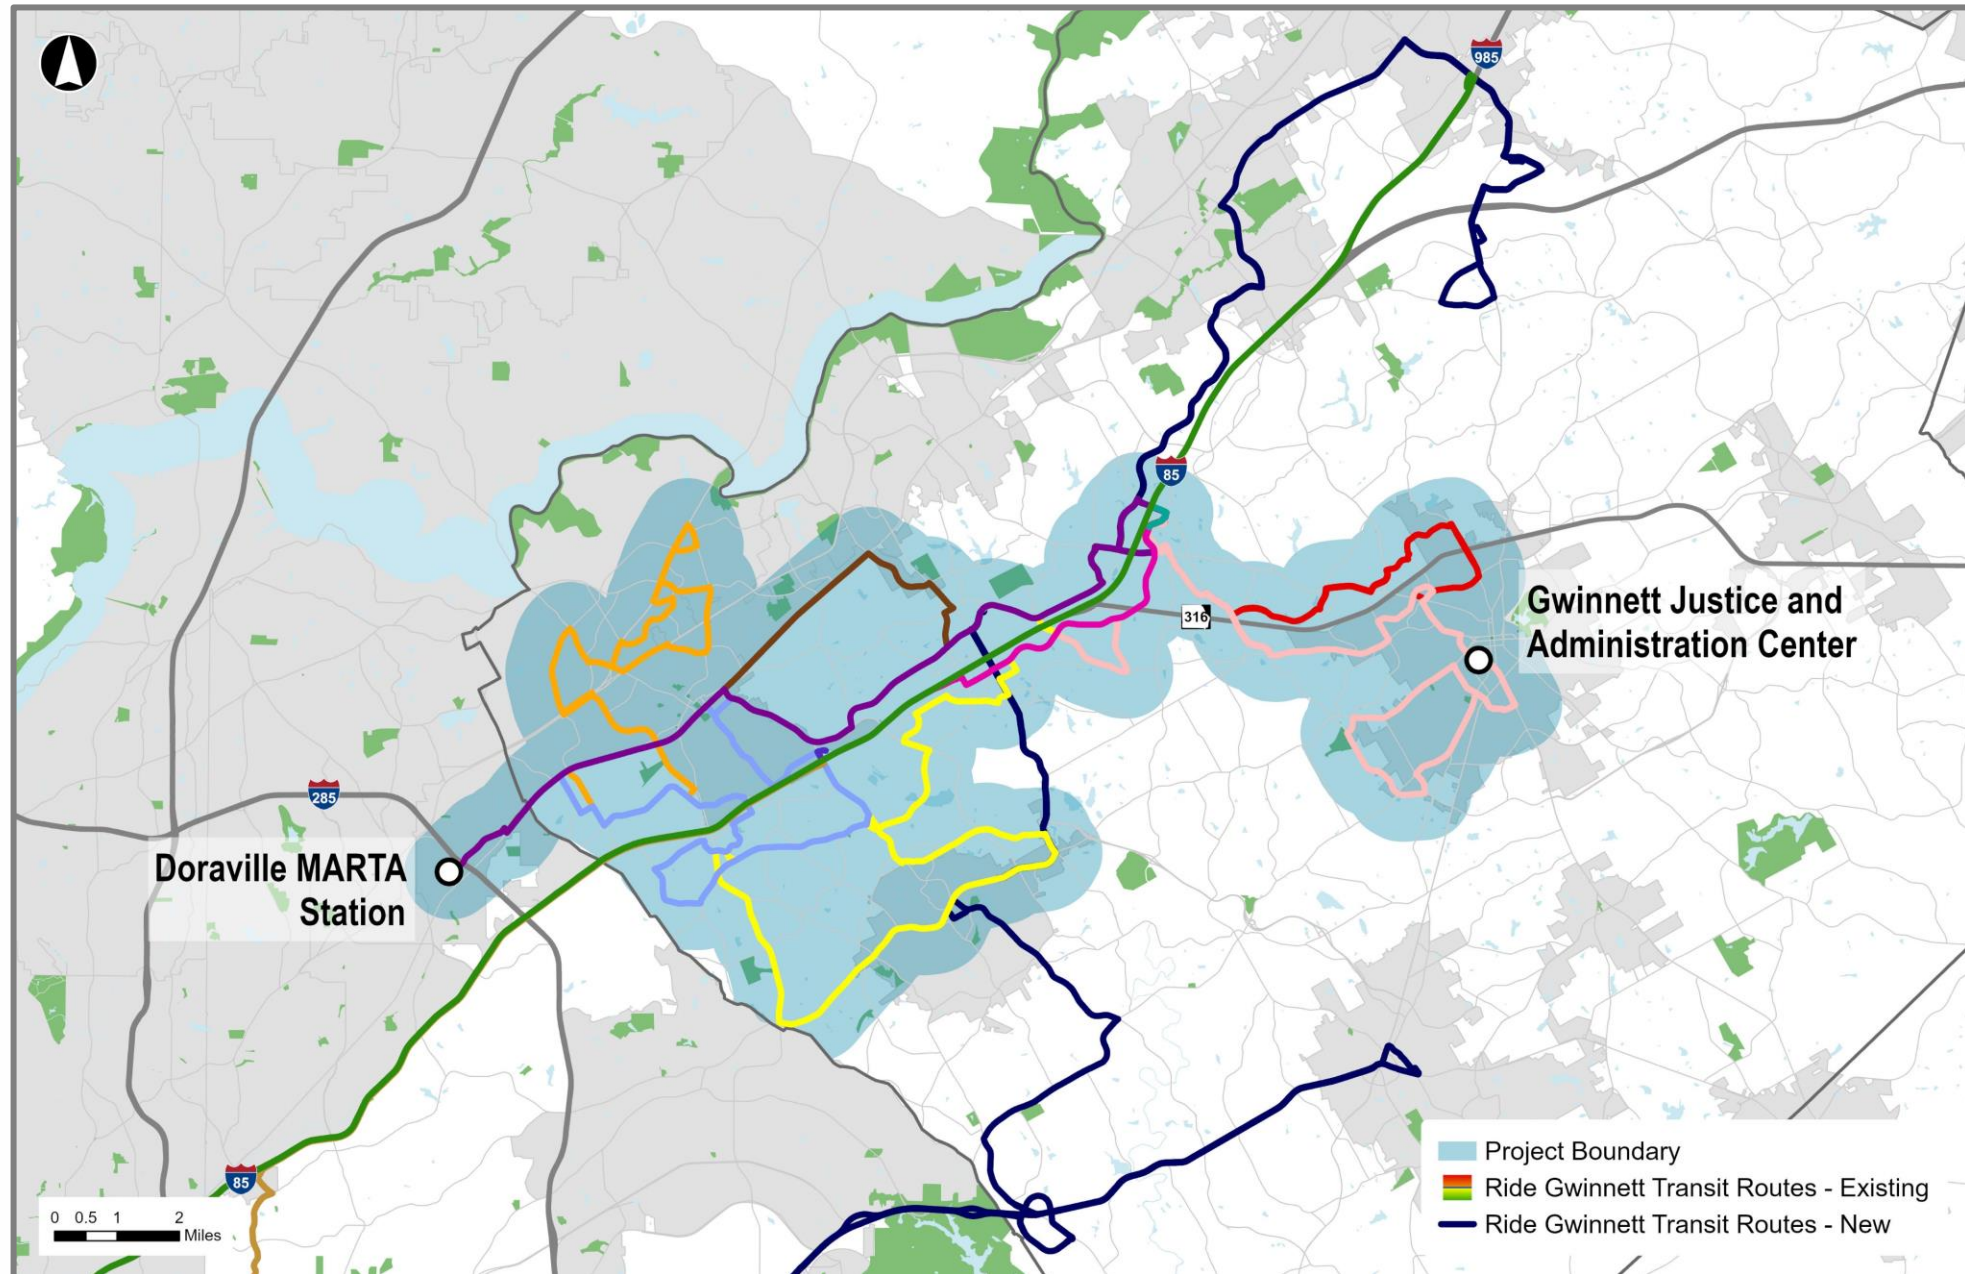 985
85
316
Gwinnett Justice and
Administration Center
285
Doraville MARTA
Station
85
0 0.5 1 2
Miles
Project Boundary
Ride Gwinnett Transit Routes - Existing
Ride Gwinnett Transit Routes - New